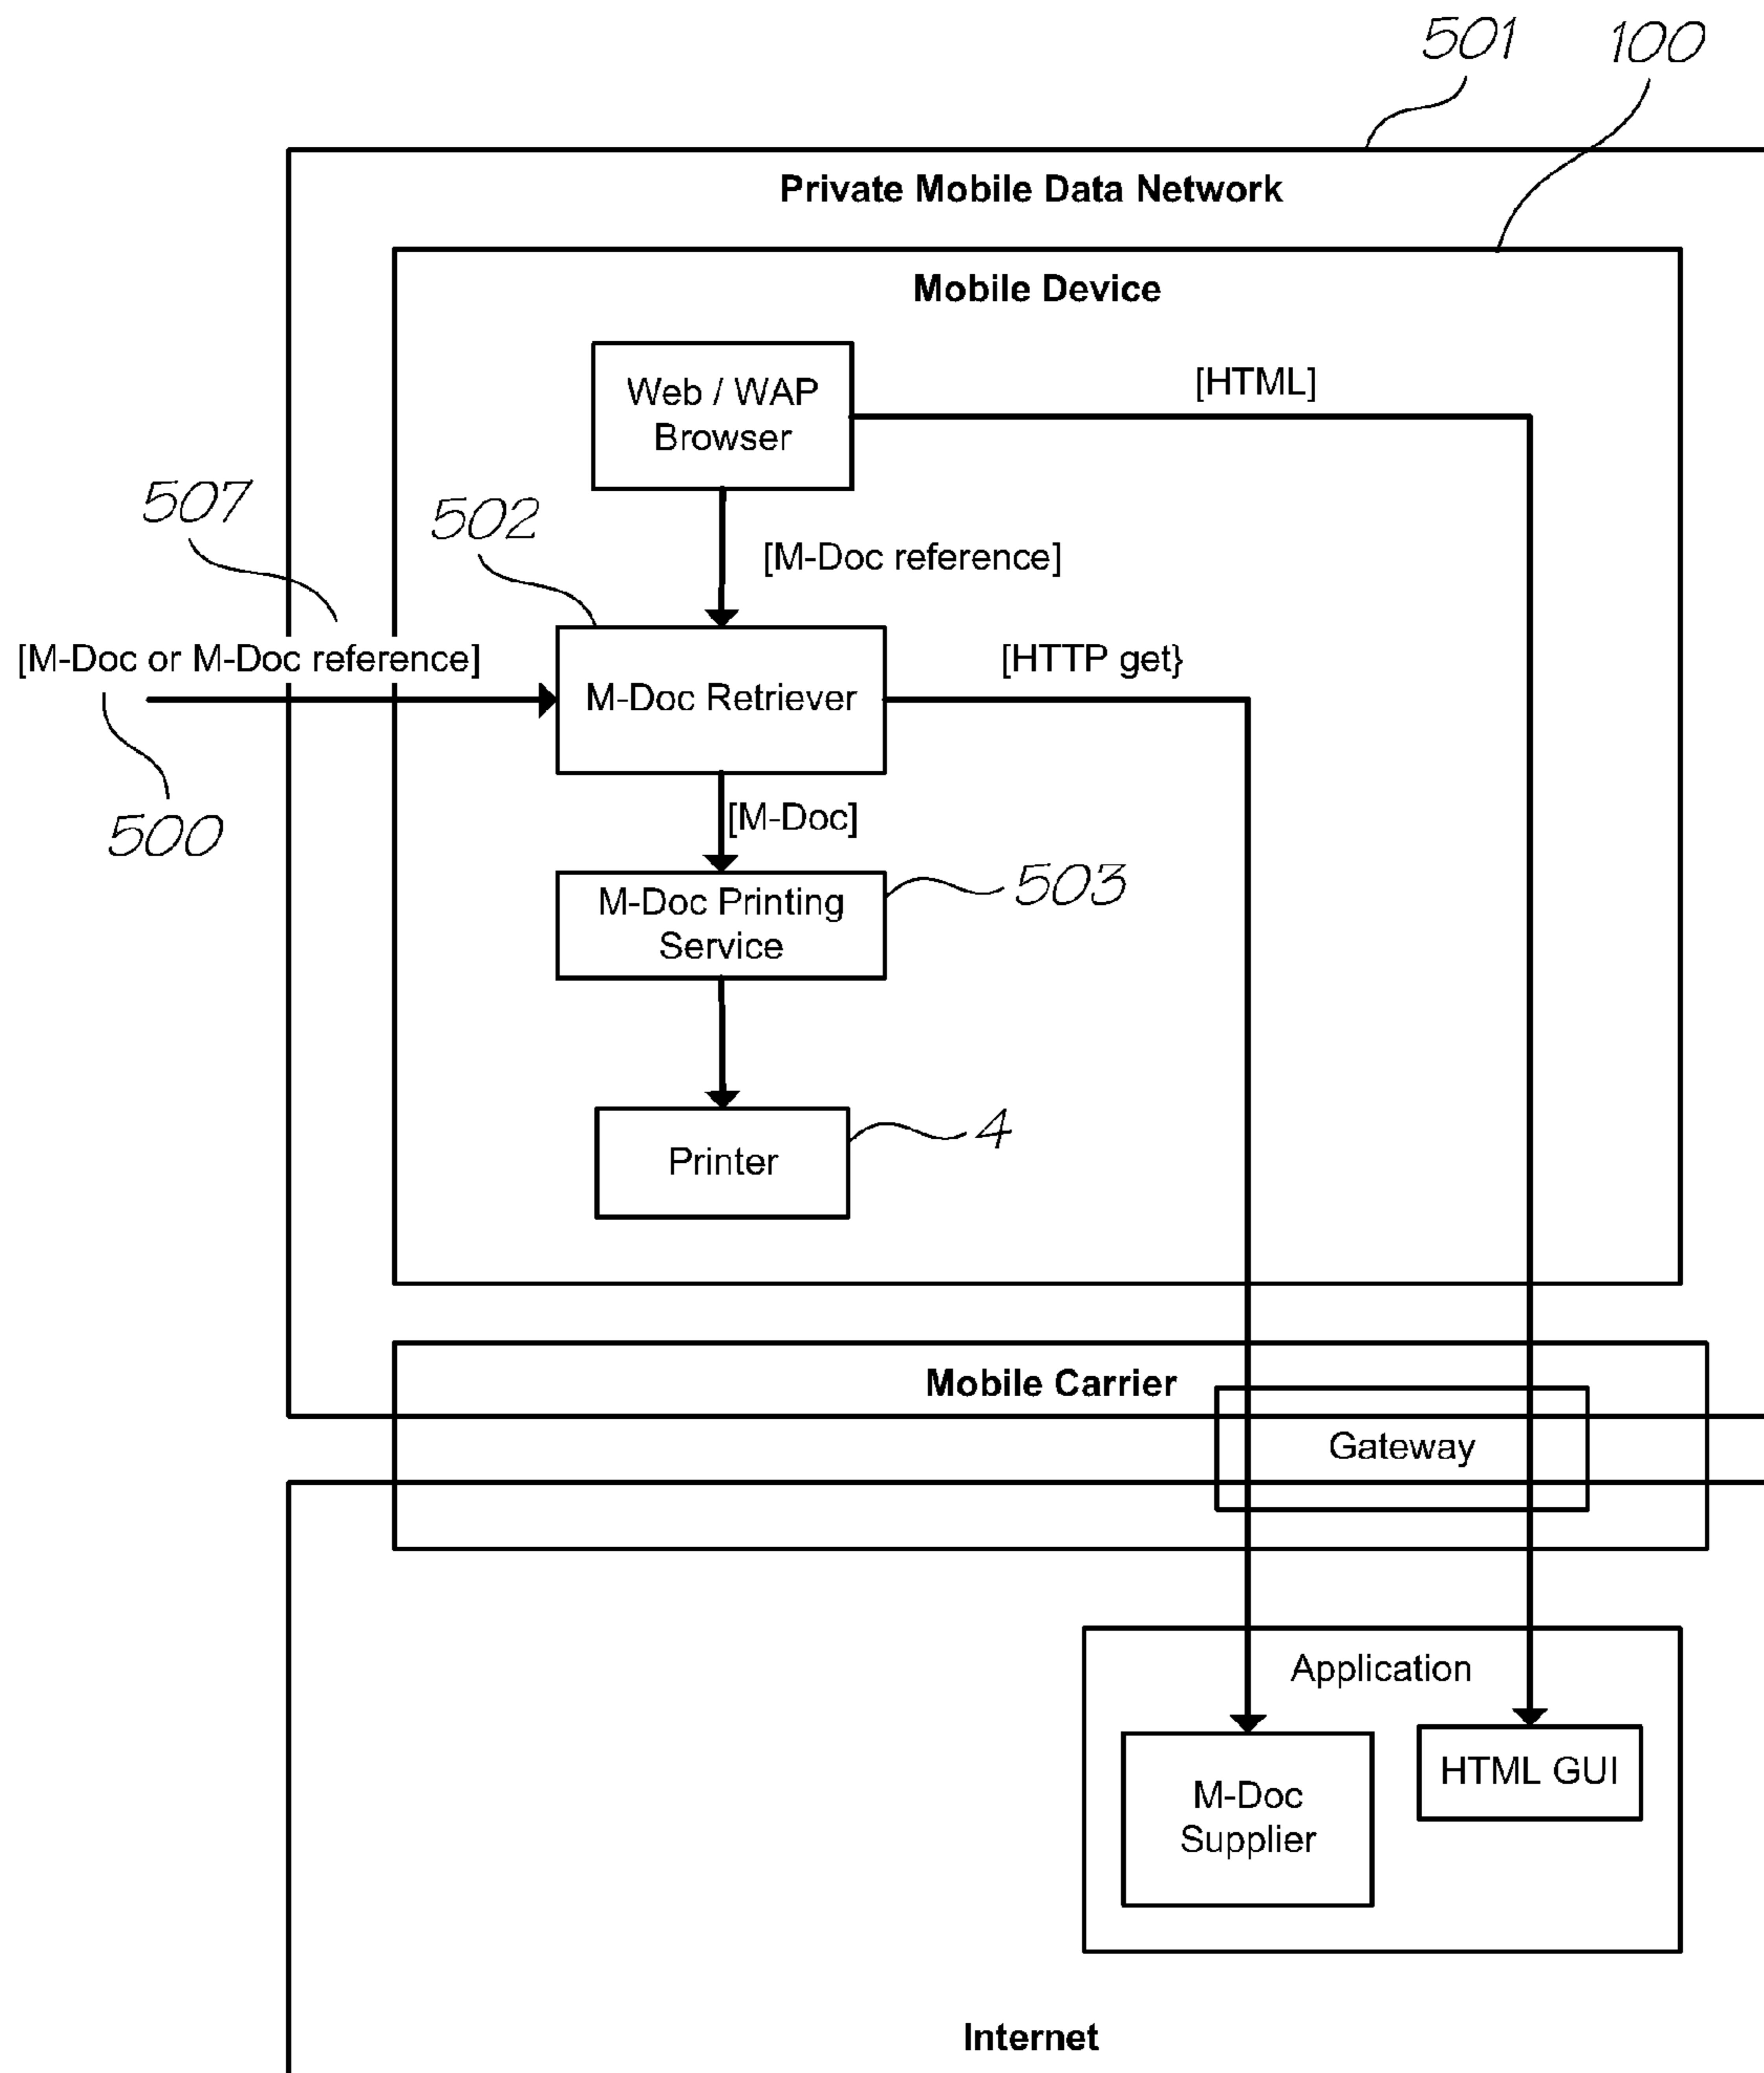 501
100
Private Mobile Data Network
Mobile Device
Web / WAP
Browser
[HTML]
507
502
[M-Doc reference]
[M-Doc or M-Doc reference]
M-Doc Retriever
[HTTP get}
500
[M-Doc]
M-Doc Printing
Service
503
Printer
4
Mobile Carrier
Gateway
Application
M-Doc
Supplier
HTML GUI
Internet